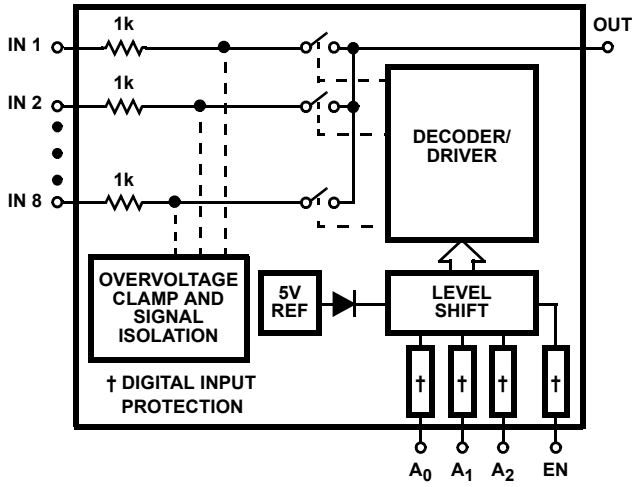 1k
OUT
IN 1
1k
IN 2
DECODER/
DRIVER
1k
IN 8
OVERVOLTAGE
CLAMP AND
SIGNAL
ISOLATION
5V
REF
LEVEL
SHIFT
† DIGITAL INPUT
PROTECTION
† † † †
A0 A1 A2 EN